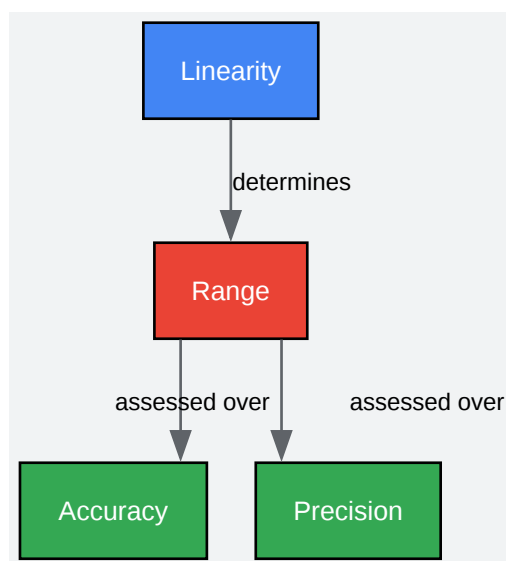 Linearity
determines
Range
assessed over
assessed over
Accuracy
Precision